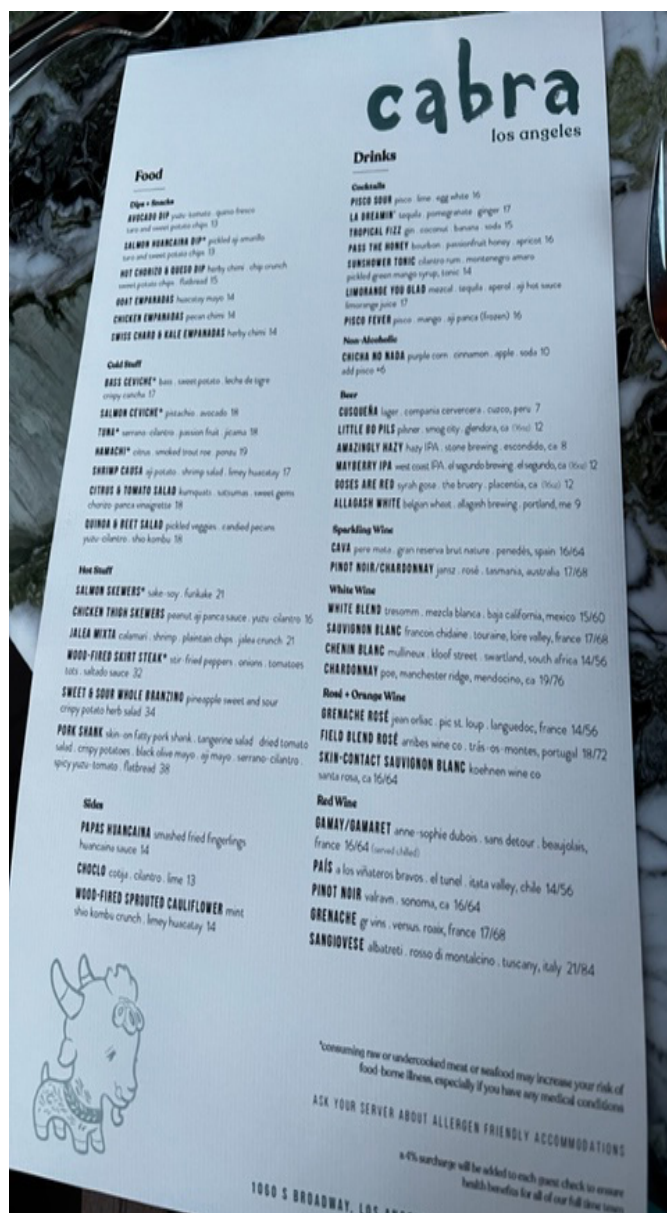 cabra
los angeles
Food
Dips + Snacks
AVOCADO DIP yuzu-tomato . queso fresco
taro and sweet potato chips 13
SALMON HUANCAINA DIP* pickled aji amarillo
taro and sweet potato chips 13
HOT CHORIZO & QUESO DIP herby chimi . chip crunch
sweet potato chips . flatbread 15
GOAT EMPANADAS huacatay mayo 14
CHICKEN EMPANADAS pecan chimi 14
SWISS CHARD & KALE EMPANADAS herby chimi 14
Cold Stuff
BASS CEVICHE* bass . sweet potato . leche de tigre
crispy cancha 17
SALMON CEVICHE* pistachio . avocado 18
TUNA* serrano-cilantro . passion fruit . jicama 18
HAMACHI* citrus . smoked trout roe . ponzu 19
SHRIMP CAUSA aji potato . shrimp salad . limey huacatay 17
CITRUS & TOMATO SALAD kumquats . satsumas . sweet gems
chorizo-panca vinaigrette 18
QUINOA & BEET SALAD pickled veggies . candied pecans
yuzu-cilantro . shio kombu 18
Hot Stuff
SALMON SKEWERS* sake-soy . furikake 21
CHICKEN THIGH SKEWERS peanut aji panca sauce . yuzu-cilantro 16
JALEA MIXTA calamari . shrimp . plantain chips . jalea crunch 21
WOOD-FIRED SKIRT STEAK* stir-fried peppers . onions . tomatoes
tots . saltado sauce 32
SWEET & SOUR WHOLE BRANZINO pineapple sweet and sour
crispy potato herb salad 34
PORK SHANK skin-on fatty pork shank . tangerine salad . dried tomato
salad . crispy potatoes . black olive mayo . aji mayo . serrano-cilantro .
spicy yuzu-tomato . flatbread 38
Sides
PAPAS HUANCAINA smashed fried fingerlings
huancaina sauce 14
CHOCLO cotija . cilantro . lime 13
WOOD-FIRED SPROUTED CAULIFLOWER mint
shio kombu crunch . limey huacatay 14
Drinks
Cocktails
PISCO SOUR pisco . lime . egg white 16
LA DREAMIN' tequila . pomegranate . ginger 17
TROPICAL FIZZ gin . coconut . banana . soda 15
PASS THE HONEY bourbon . passionfruit honey . apricot 16
SUNSHOWER TONIC cilantro rum . montenegro amaro
pickled green mango syrup, tonic 14
LIMORANGE YOU GLAD mezcal . tequila . aperol . aji hot sauce
limorange juice 17
PISCO FEVER pisco . mango . aji panca (frozen) 16
Non-Alcoholic
CHICHA NO NADA purple corn . cinnamon . apple . soda 10
add pisco +6
Beer
CUSQUEÑA lager . compania cervercera . cuzco, peru 7
LITTLE BO PILS pilsner . smog city . glendora, ca (16oz) 12
AMAZINGLY HAZY hazy IPA . stone brewing . escondido, ca 8
MAYBERRY IPA west coast IPA . el segundo brewing . el segundo, ca (16oz) 12
GOSES ARE RED syrah gose . the bruery . placentia, ca (16oz) 12
ALLAGASH WHITE belgian wheat . allagash brewing . portland, me 9
Sparkling Wine
CAVA pere mata . gran reserva brut nature . penedès, spain 16/64
PINOT NOIR/CHARDONNAY jansz . rosé . tasmania, australia 17/68
White Wine
WHITE BLEND tresomm . mezcla blanca . baja california, mexico 15/60
SAUVIGNON BLANC francois chidaine . touraine, loire valley, france 17/68
CHENIN BLANC mullineux . kloof street . swartland, south africa 14/56
CHARDONNAY poe, manchester ridge, mendocino, ca 19/76
Rosé + Orange Wine
GRENACHE ROSÉ jean orliac . pic st. loup . languedoc, france 14/56
FIELD BLEND ROSÉ arribes wine co . trás-os-montes, portugal 18/72
SKIN-CONTACT SAUVIGNON BLANC koehnen wine co
santa rosa, ca 16/64
Red Wine
GAMAY/GAMARET anne-sophie dubois . sans detour . beaujolais,
france 16/64 (served chilled)
PAÍS a los viñateros bravos . el tunel . itata valley, chile 14/56
PINOT NOIR valravn . sonoma, ca 16/64
GRENACHE gr vins . versus. roaix, france 17/68
SANGIOVESE albatreti . rosso di montalcino . tuscany, italy 21/84
*consuming raw or undercooked meat or seafood may increase your risk of
food-borne illness, especially if you have any medical conditions
ASK YOUR SERVER ABOUT ALLERGEN FRIENDLY ACCOMMODATIONS
a 4% surcharge will be added to each guest check to ensure
health benefits for all of our full time team
1060 S BROADWAY, LOS